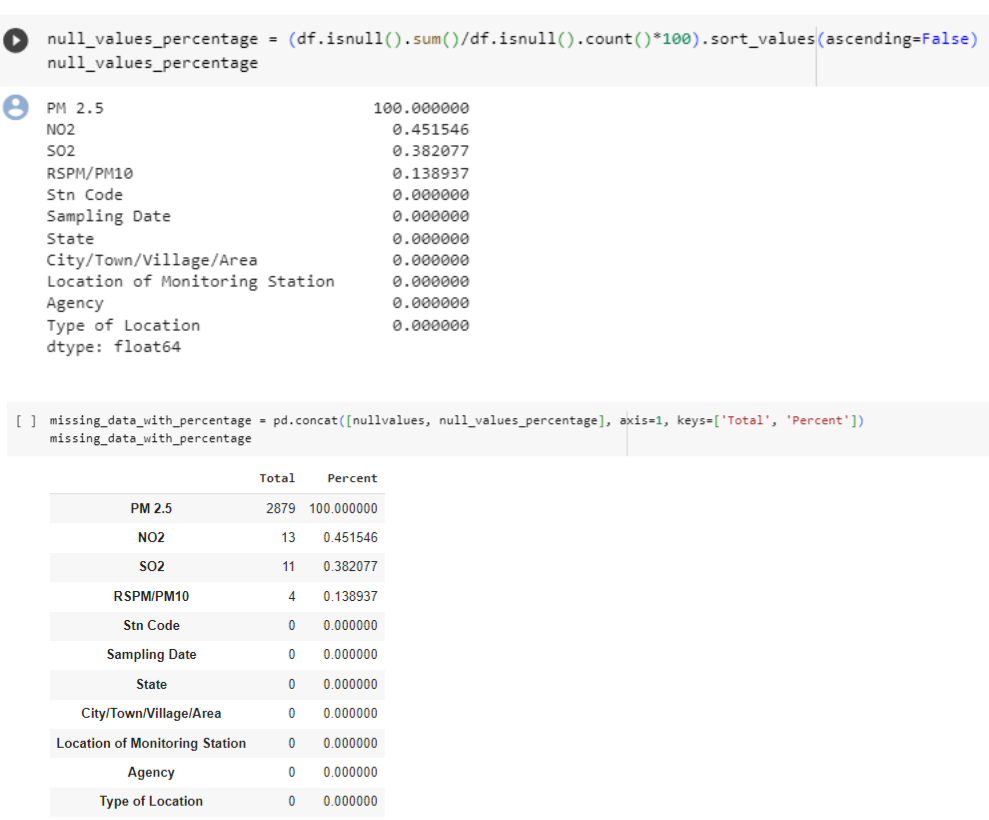 null_values_percentage = (df.isnull().sum()/df.isnull().count()*100).sort_values(ascending=False)
null_values_percentage
PM 2.5 100.000000
NO2 0.451546
SO2 0.382077
RSPM/PM10 0.138937
Stn Code 0.000000
Sampling Date 0.000000
State 0.000000
City/Town/Village/Area 0.000000
Location of Monitoring Station 0.000000
Agency 0.000000
Type of Location 0.000000
dtype: float64
[ ] missing_data_with_percentage = pd.concat([nullvalues, null_values_percentage], axis=1, keys=['Total', 'Percent'])
missing_data_with_percentage
Total Percent
PM 2.5 2879 100.000000
NO2 13 0.451546
SO2 11 0.382077
RSPM/PM10 4 0.138937
Stn Code 0 0.000000
Sampling Date 0 0.000000
State 0 0.000000
City/Town/Village/Area 0 0.000000
Location of Monitoring Station 0 0.000000
Agency 0 0.000000
Type of Location 0 0.000000